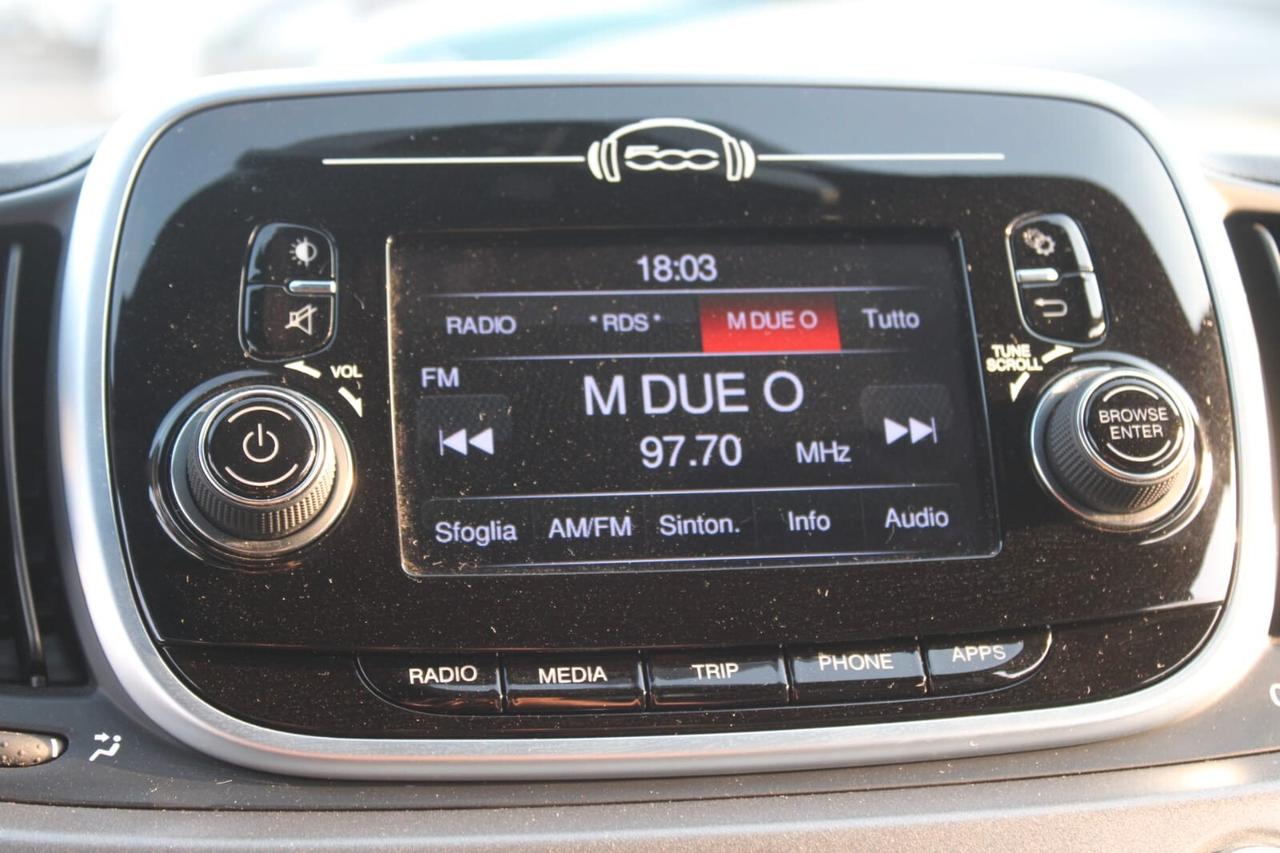 500
18:03
RADIO *RDS* M DUE O Tutto
VOL
TUNE
SCROLL
FM
M DUE O
97.70 MHz
BROWSE
ENTER
Sfoglia AM/FM Sinton. Info Audio
RADIO MEDIA TRIP PHONE APPS